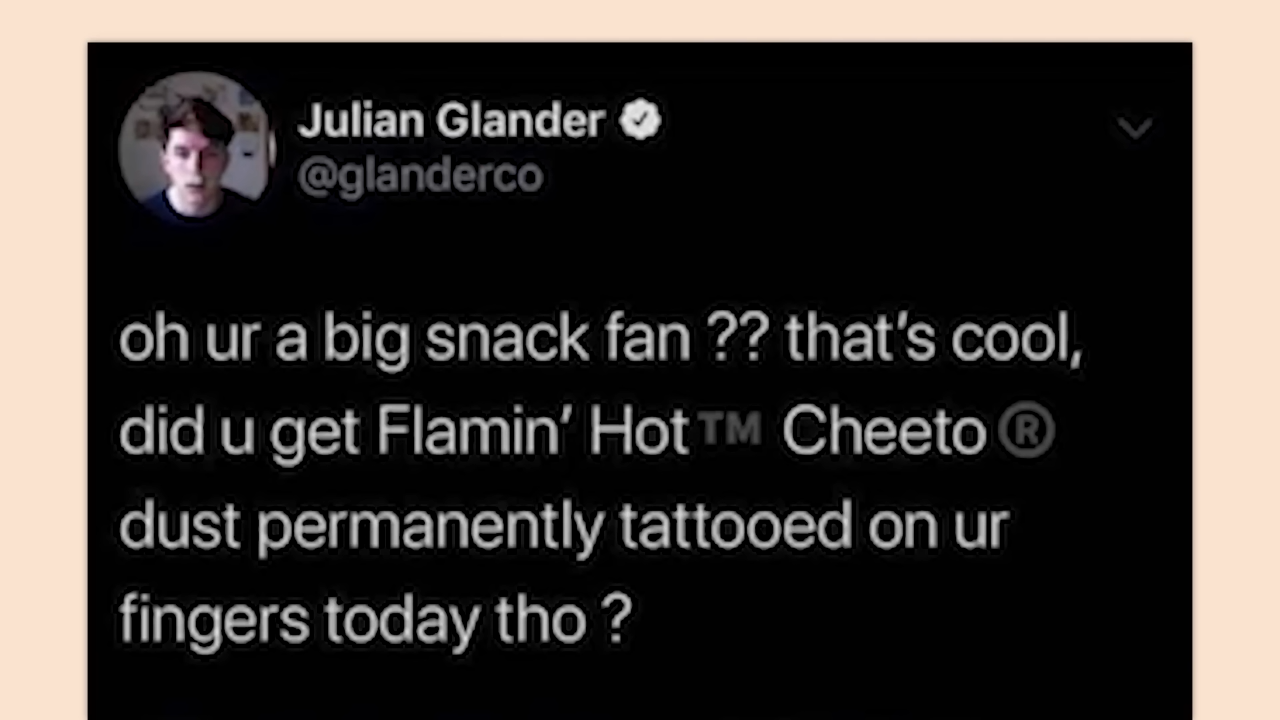 Julian Glander
@glanderco
oh ur a big snack fan ?? that’s cool,
did u get Flamin’ Hot™ Cheeto®
dust permanently tattooed on ur
fingers today tho ?